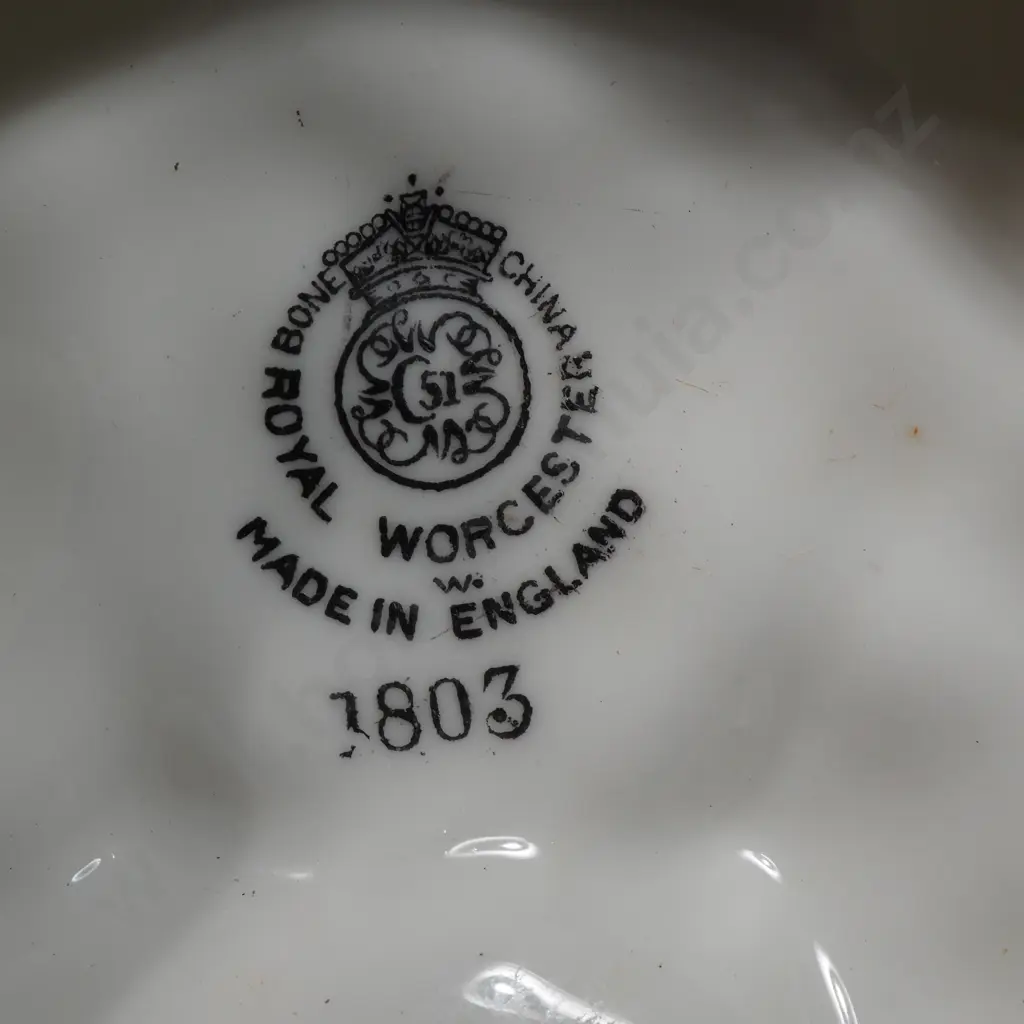 BONE CHINA
51
ROYAL WORCESTER
W.
MADE IN ENGLAND
1803